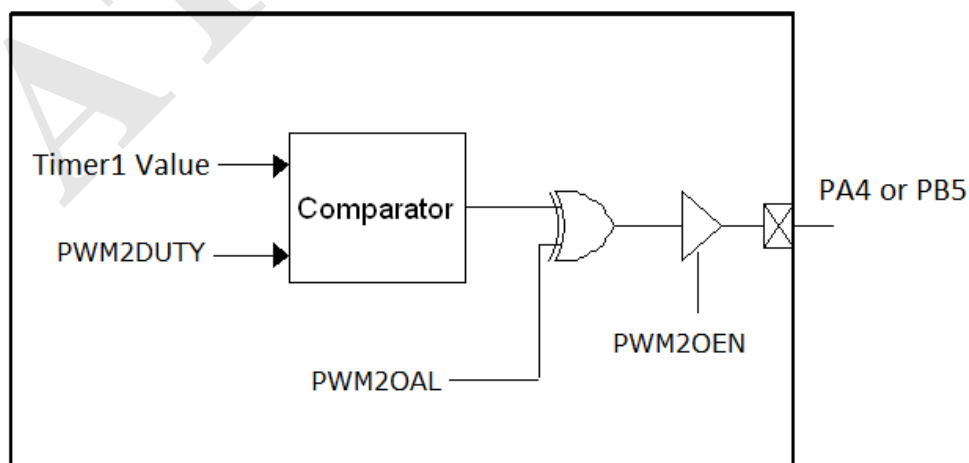 Timer1 Value
Comparator
PA4 or PB5
PWM2DUTY
PWM2OEN
PWM2OAL